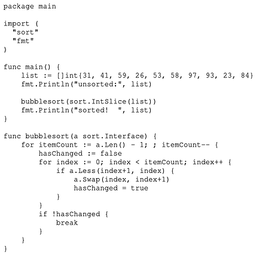 package main

import (
  "sort"
  "fmt"
)

func main() {
    list := []int{31, 41, 59, 26, 53, 58, 97, 93, 23, 84}
    fmt.Println("unsorted:", list)

    bubblesort(sort.IntSlice(list))
    fmt.Println("sorted!  ", list)
}

func bubblesort(a sort.Interface) {
    for itemCount := a.Len() - 1; ; itemCount-- {
        hasChanged := false
        for index := 0; index < itemCount; index++ {
            if a.Less(index+1, index) {
                a.Swap(index, index+1)
                hasChanged = true
            }
        }
        if !hasChanged {
            break
        }
    }
}